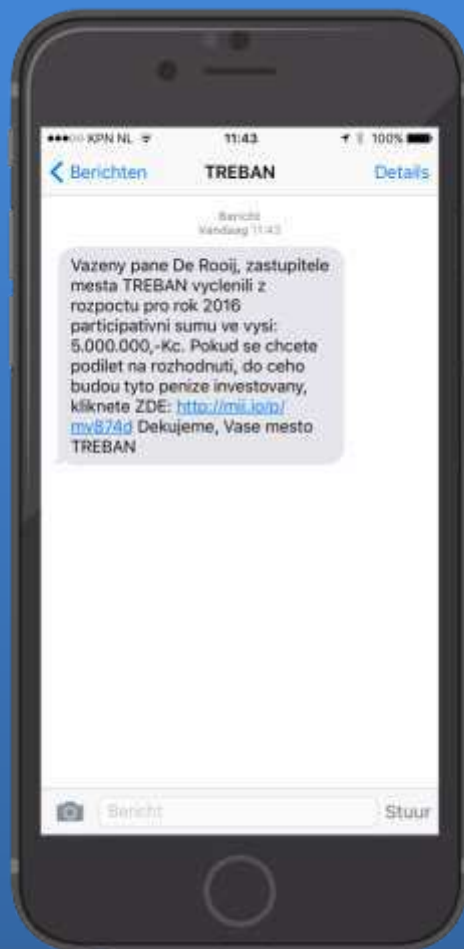 KPN NL 11:43 100%
Berichten TREBAN Details
Bericht
Vandaag 11:43
Vazeny pane De Rooij, zastupitele
mesta TREBAN vyclenili z
rozpoctu pro rok 2016
participativni sumu ve vysi:
5.000.000,-Kc. Pokud se chcete
podilet na rozhodnuti, do ceho
budou tyto penize investovany,
kliknete ZDE: http://mii.io/p/
mv874d Dekujeme, Vase mesto
TREBAN
Bericht Stuur